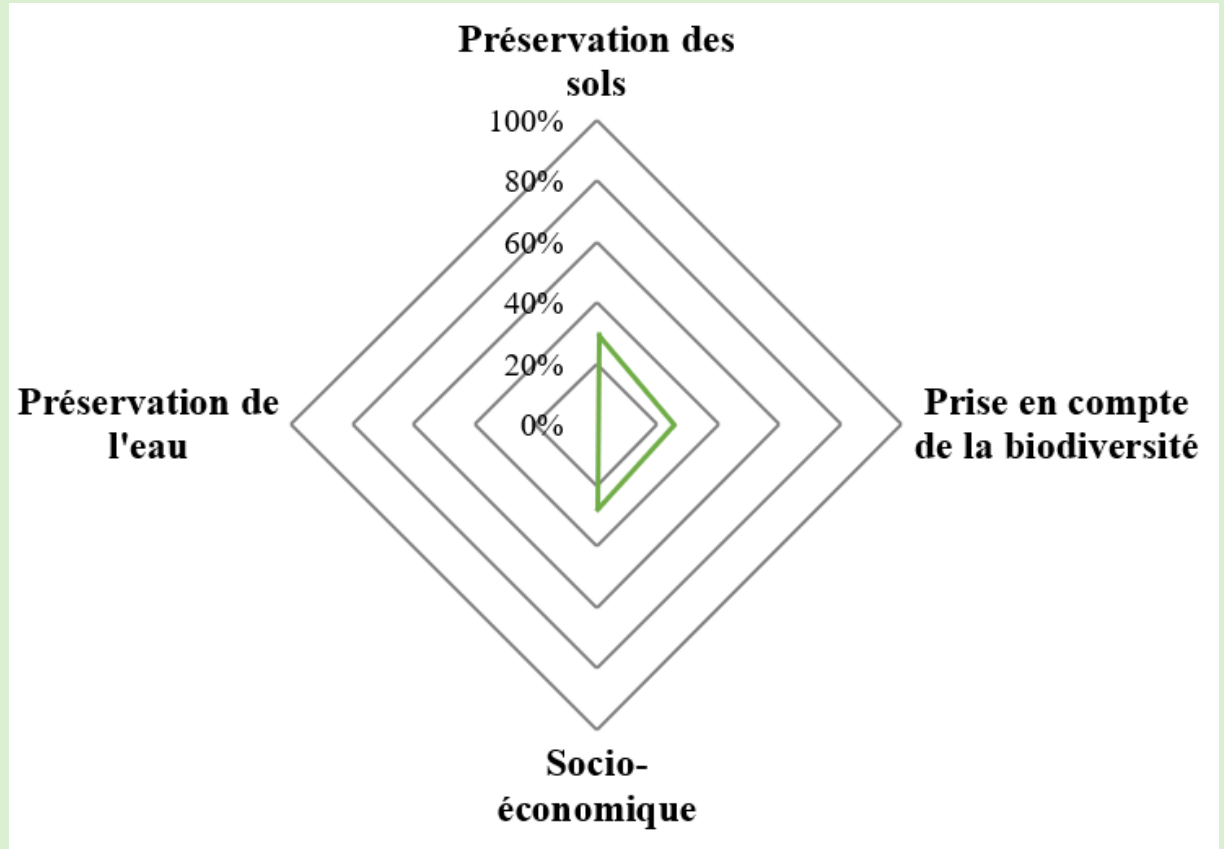 Préservation des
sols
100%
80%
60%
40%
20%
0%
Préservation de
l'eau
Prise en compte
de la biodiversité
Socio-
économique